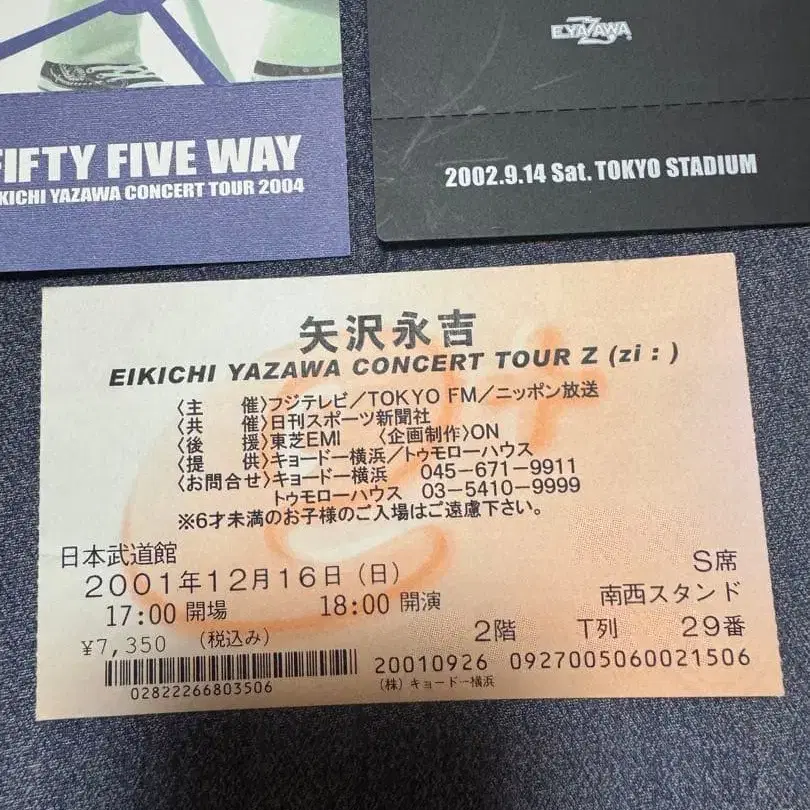 FIFTY FIVE WAY
KICHI YAZAWA CONCERT TOUR 2004
E.YAZAWA
2002.9.14 Sat. TOKYO STADIUM
矢沢永吉
EIKICHI YAZAWA CONCERT TOUR Z (zi : )
〈主　催〉フジテレビ／TOKYO FM／ニッポン放送
〈共　催〉日刊スポーツ新聞社
〈後　援〉東芝EMI 〈企画制作〉ON
〈提　供〉キョードー横浜／トゥモローハウス
〈お問合せ〉キョードー横浜 045-671-9911
トゥモローハウス 03-5410-9999
※6才未満のお子様のご入場はご遠慮下さい。
日本武道館
2001年12月16日（日）
17:00 開場 18:00 開演
¥7,350 （税込み）
S席
南西スタンド
2階 T列 29番
20010926 0927005060021506
02822266803506
（株）キョードー横浜